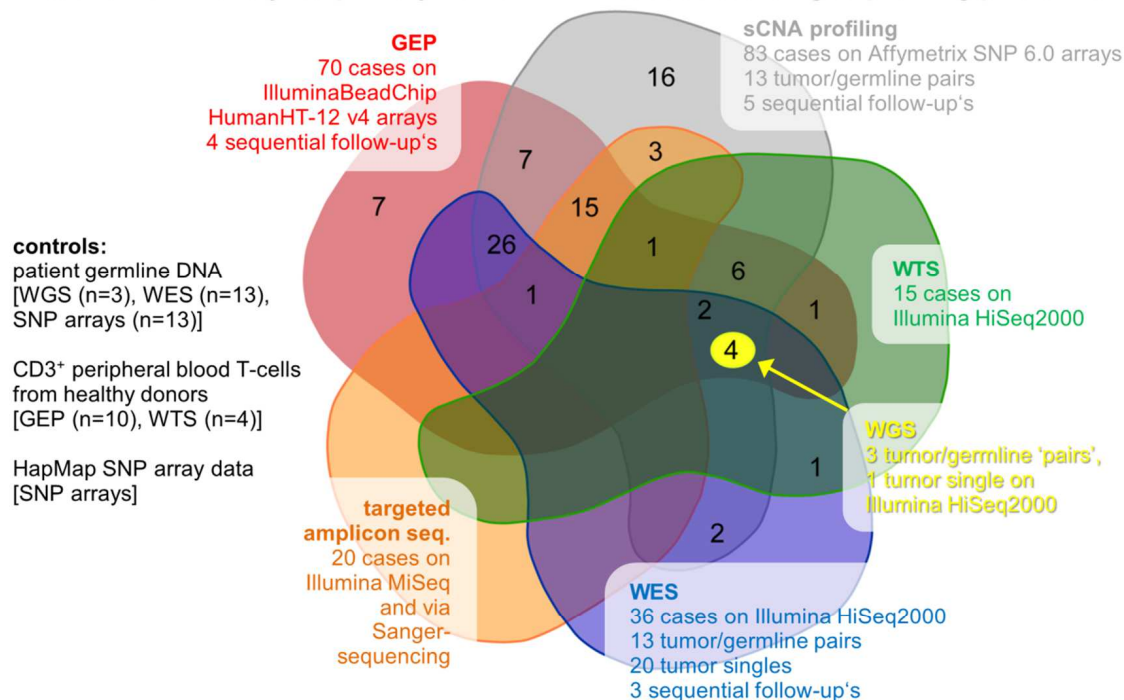 GEP
70 cases on
IlluminaBeadChip
HumanHT-12 v4 arrays
4 sequential follow-up's
sCNA profiling
83 cases on Affymetrix SNP 6.0 arrays
13 tumor/germline pairs
5 sequential follow-up's
16
3
7
7
15
26
1
1
6
2
1
4
1
2
controls:
patient germline DNA
[WGS (n=3), WES (n=13),
SNP arrays (n=13)]
CD3+ peripheral blood T-cells
from healthy donors
[GEP (n=10), WTS (n=4)]
HapMap SNP array data
[SNP arrays]
WTS
15 cases on
Illumina HiSeq2000
WGS
3 tumor/germline 'pairs',
1 tumor single on
Illumina HiSeq2000
targeted
amplicon seq.
20 cases on
Illumina MiSeq
and via
Sanger-
sequencing
WES
36 cases on Illumina HiSeq2000
13 tumor/germline pairs
20 tumor singles
3 sequential follow-up's